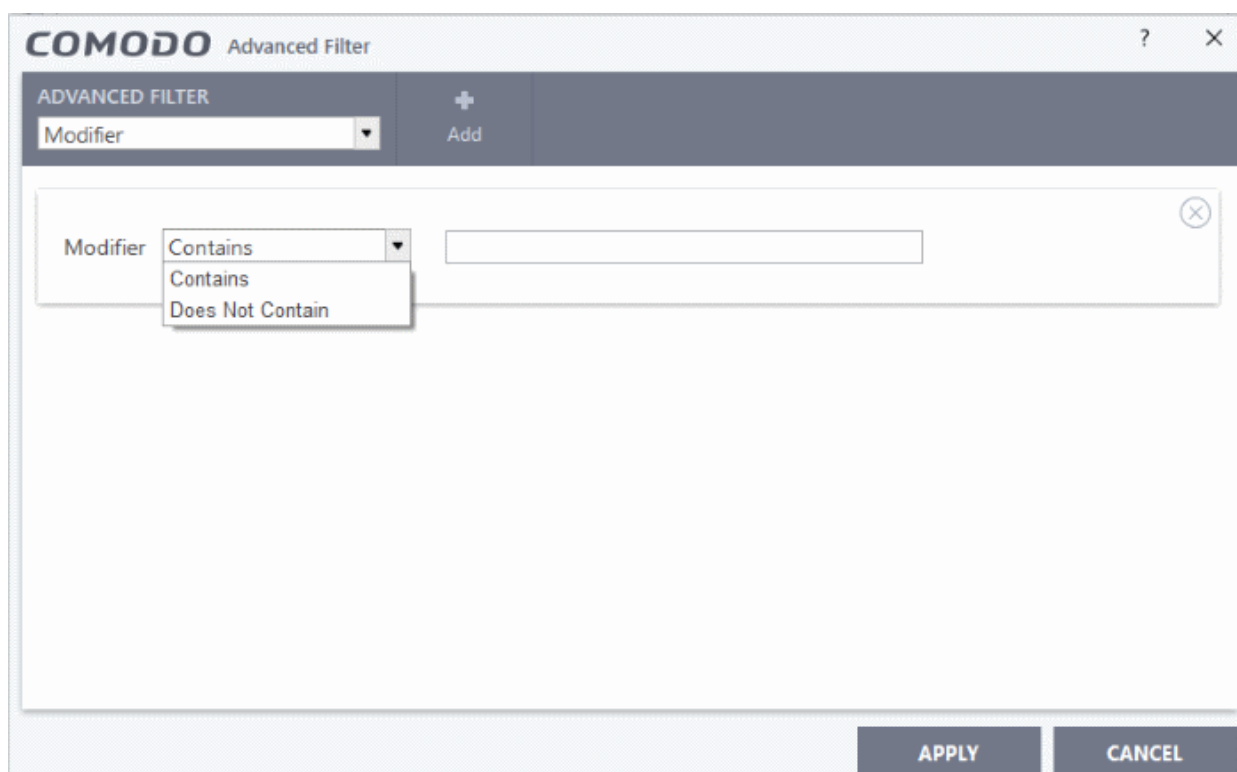 COMODO Advanced Filter ?
ADVANCED FILTER
Modifier
Add
Modifier Contains
Contains
Does Not Contain
APPLY CANCEL